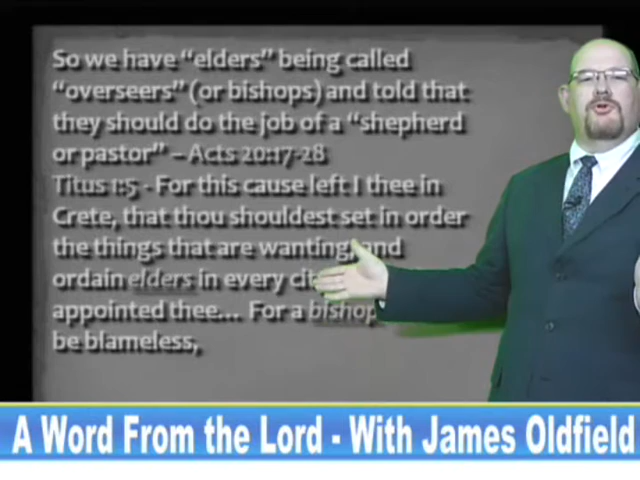 So we have “elders” being called
“overseers” (or bishops) and told that
they should do the job of a “shepherd
or pastor” – Acts 20:17-28
Titus 1:5 - For this cause left I thee in
Crete, that thou shouldest set in order
the things that are wanting, and
ordain elders in every
appointed thee... For a bishop
be blameless,
A Word From the Lord - With James Oldfield